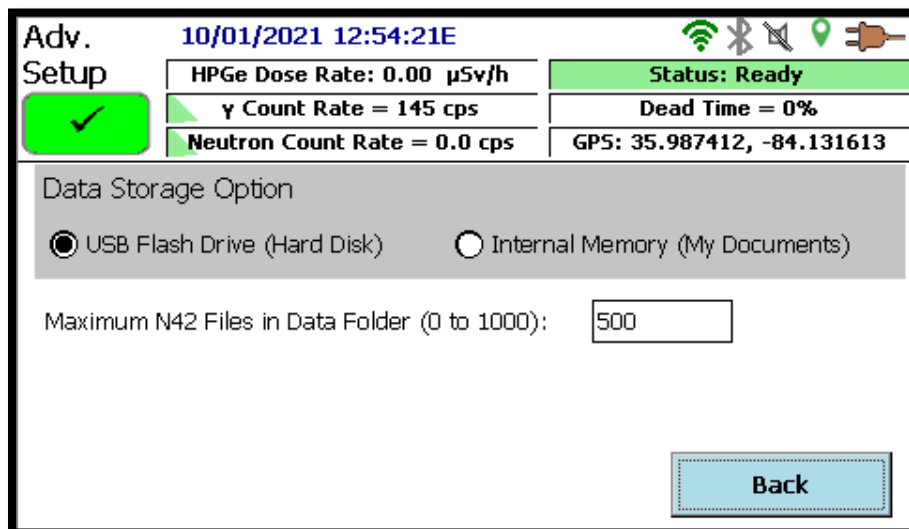 Adv. 10/01/2021 12:54:21E
Setup HPGe Dose Rate: 0.00 µSv/h Status: Ready
γ Count Rate = 145 cps Dead Time = 0%
Neutron Count Rate = 0.0 cps GPS: 35.987412, -84.131613
Data Storage Option
USB Flash Drive (Hard Disk) Internal Memory (My Documents)
Maximum N42 Files in Data Folder (0 to 1000): 500
Back